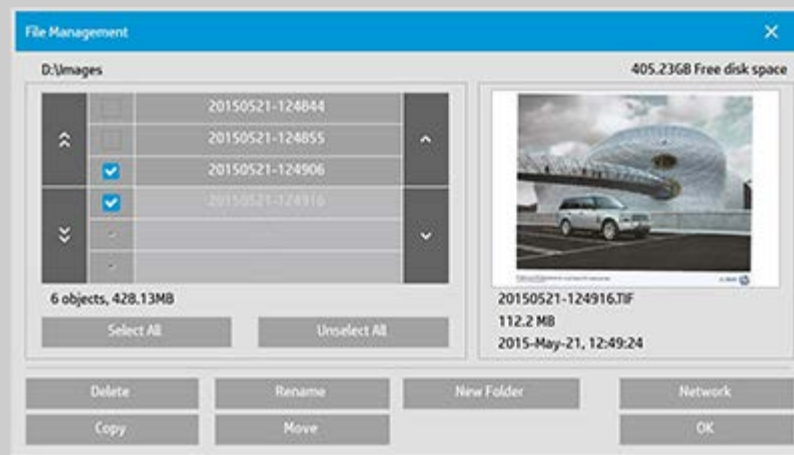 File Management
D:\Images
405.23GB Free disk space
20150521-124844
20150521-124855
20150521-124906
20150521-124916
6 objects, 428.13MB
Select All
Unselect All
20150521-124916.TIF
112.2 MB
2015-May-21, 12:49:24
Delete
Rename
New Folder
Network
Copy
Move
OK